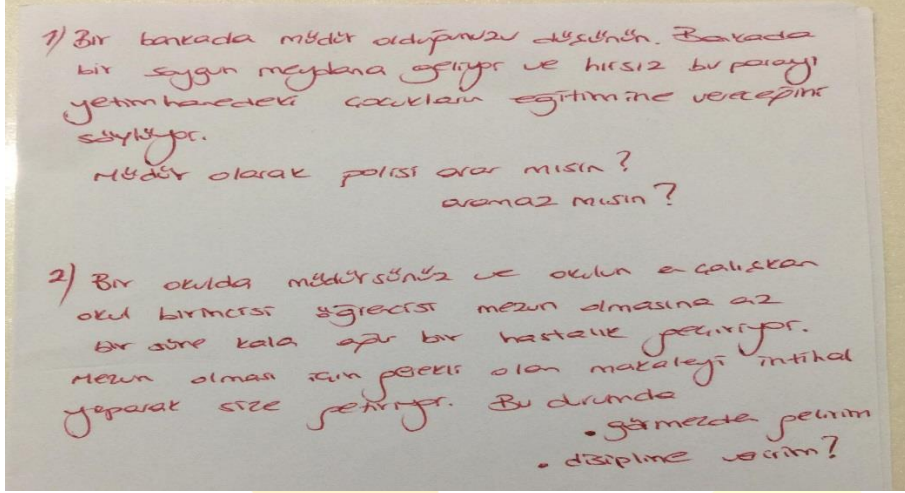 1) Bir bankada müdür olduğunuzu düşünün. Bankada
bir soygun meydana geliyor ve hırsız bu parayı
yetimhanedeki çocukların eğitimine vereceğini
söylüyor.
Müdür olarak polisi arar mısın?
aramaz mısın?
2) Bir okulda müdürsünüz ve okulun en çalışkan
okul birincisi öğrecisi mezun olmasına az
bir süre kala ağır bir hastalık geçiriyor.
Mezun olması için gerekli olan makaleyi intihal
yaparak size getiriyor. Bu durumda
• görmezde gelirim
• disipline veririm?